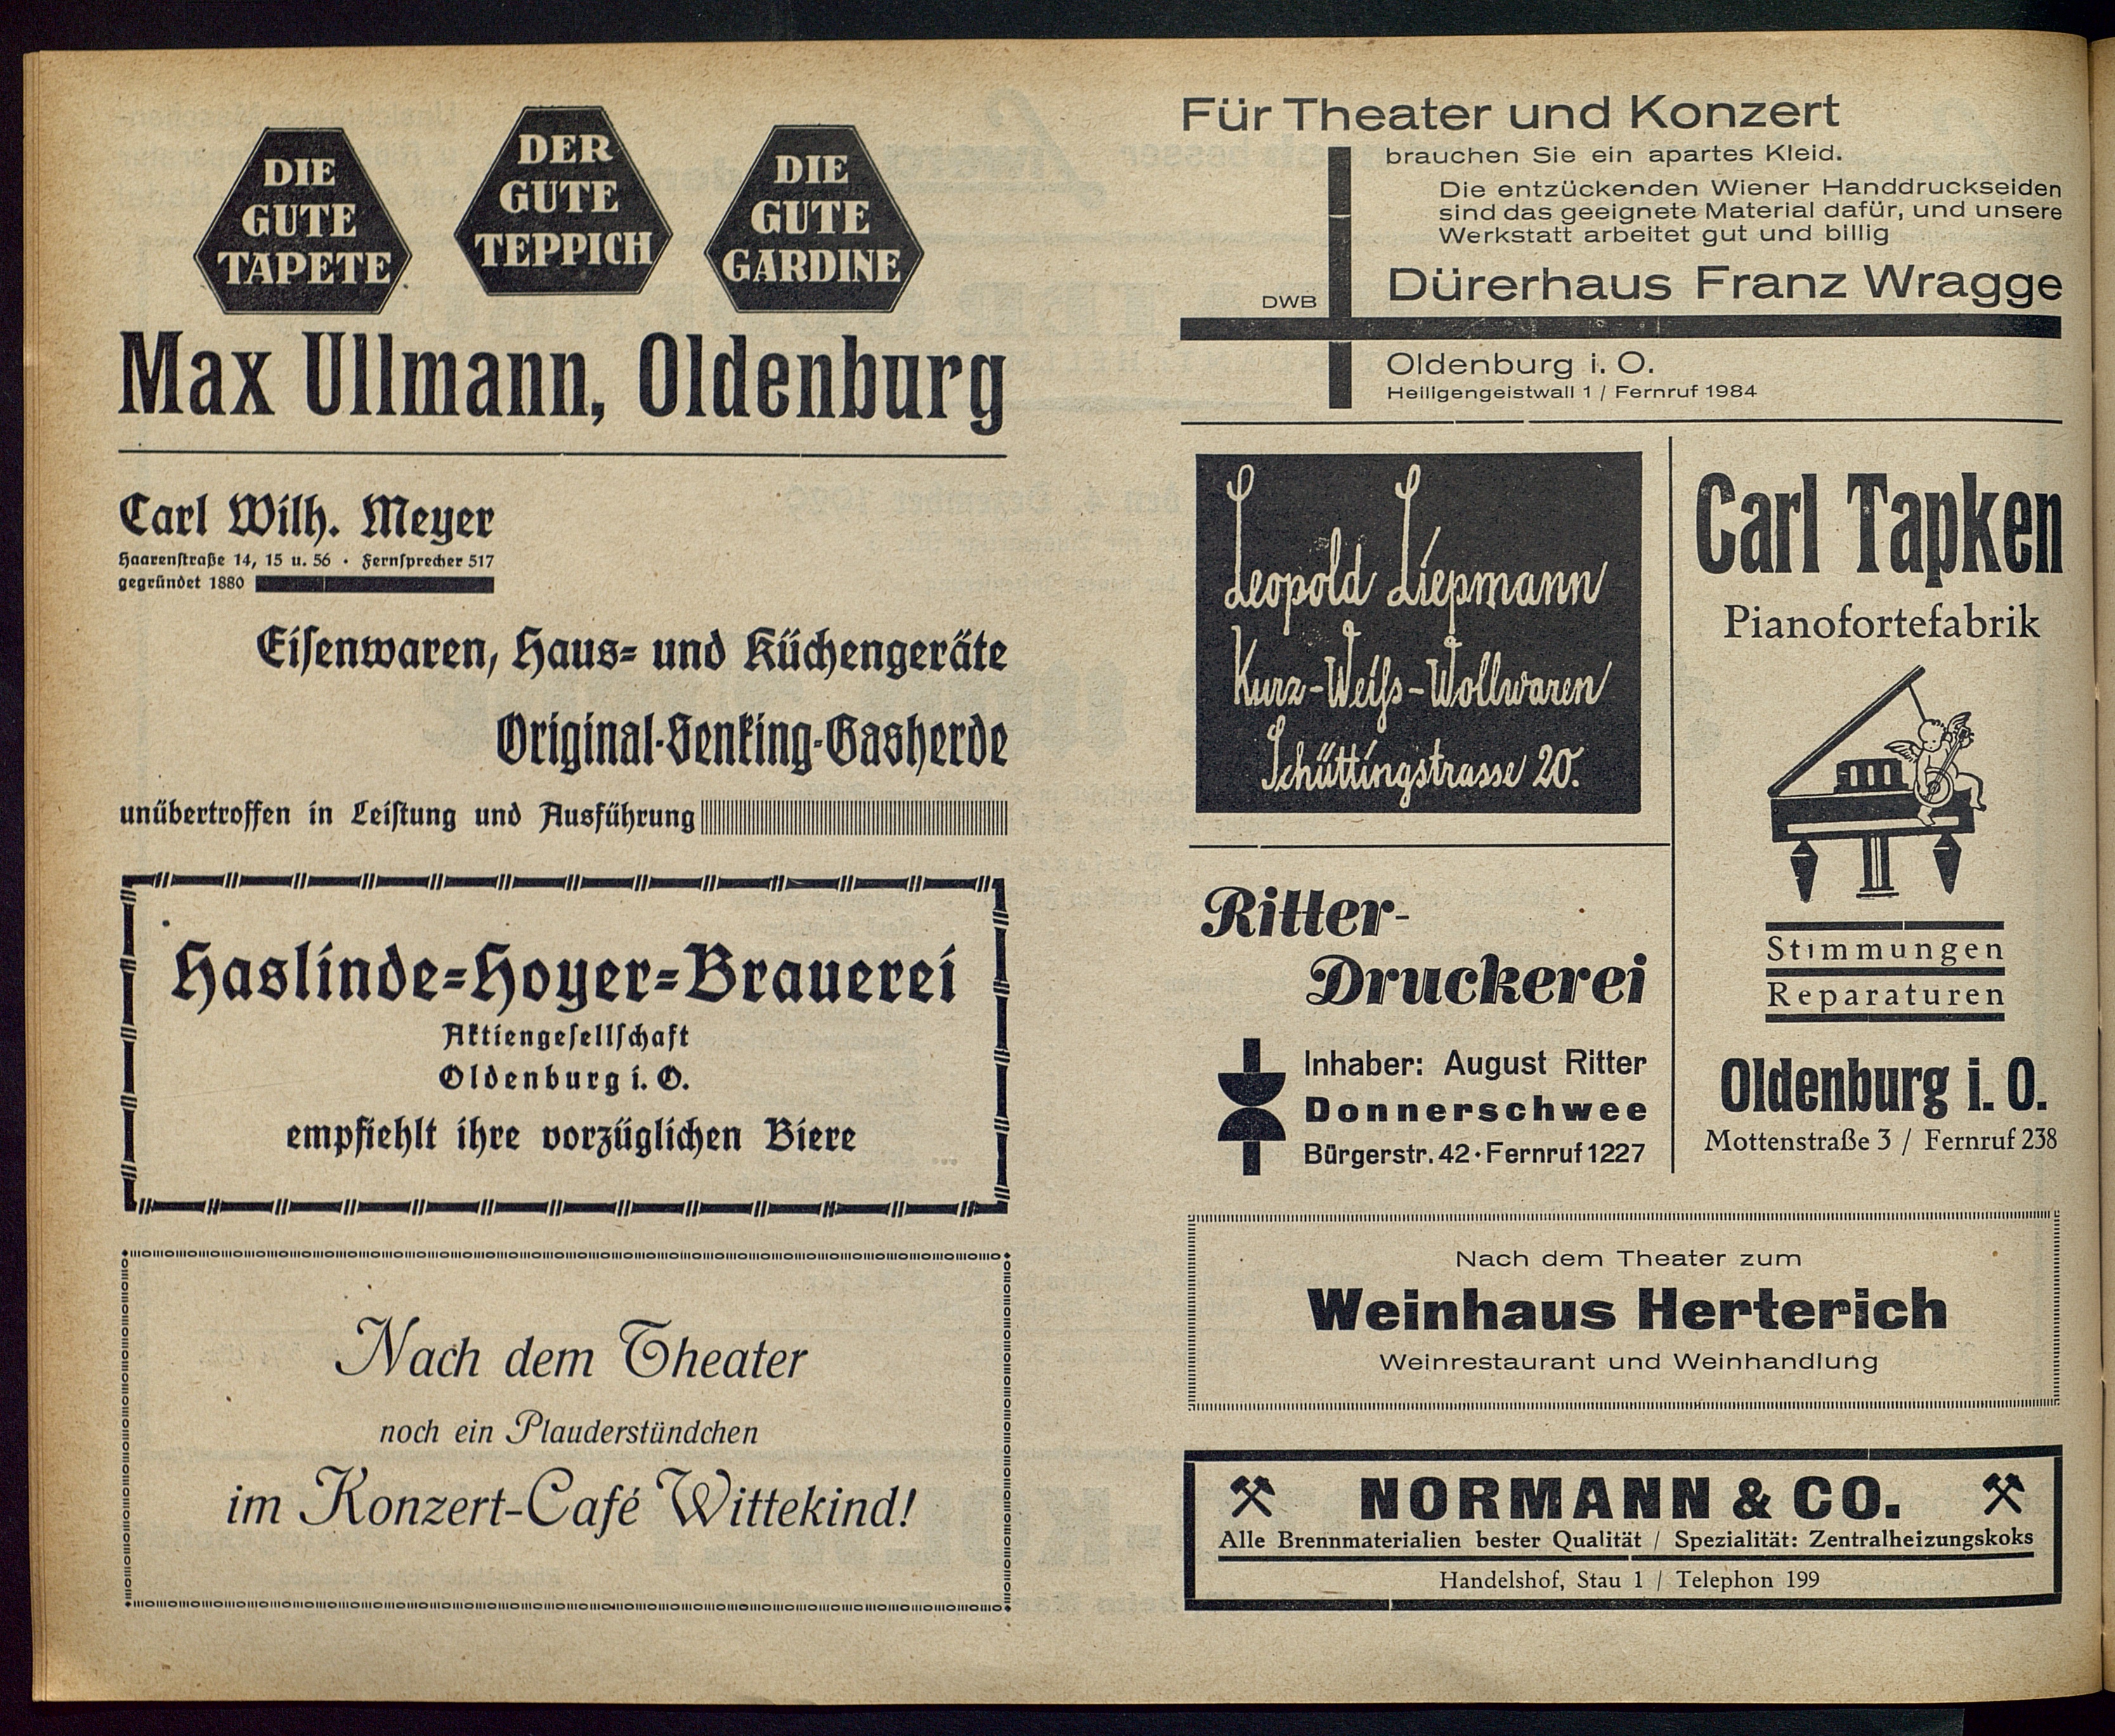 DIE
GUTE
TAPETE
DER
GUTE
TEPPICH
DIE
GUTE
GARDINE
Max Ullmann, Oldenburg
Carl Wilh. Meyer
Haarenſtraße 14, 15 u. 56 · Fernſprecher 517
gegründet 1880
Eiſenwaren, Haus- und Küchengeräte
Original-Senking-Gasherde
unübertroffen in Leiſtung und Ausführung
Haslinde-Hoyer-Brauerei
Aktiengeſellſchaft
Oldenburg i. O.
empfiehlt ihre vorzüglichen Biere
Nach dem Theater
noch ein Plauderstündchen
im Konzert-Café Wittekind!
Für Theater und Konzert
brauchen Sie ein apartes Kleid.
Die entzückenden Wiener Handdruckseiden
sind das geeignete Material dafür, und unsere
Werkstatt arbeitet gut und billig
DWB
Dürerhaus Franz Wragge
Oldenburg i. O.
Heiligengeistwall 1 / Fernruf 1984
Leopold Liepmann
Kurz-Weiſs-Wollwaren
Schüttingstrasse 20.
Ritter-
Druckerei
Inhaber: August Ritter
Donnerschwee
Bürgerstr. 42 · Fernruf 1227
Carl Tapken
Pianofortefabrik
Stimmungen
Reparaturen
Oldenburg i. O.
Mottenstraße 3 / Fernruf 238
Nach dem Theater zum
Weinhaus Herterich
Weinrestaurant und Weinhandlung
NORMANN & CO.
Alle Brennmaterialien bester Qualität / Spezialität: Zentralheizungskoks
Handelshof, Stau 1 / Telephon 199